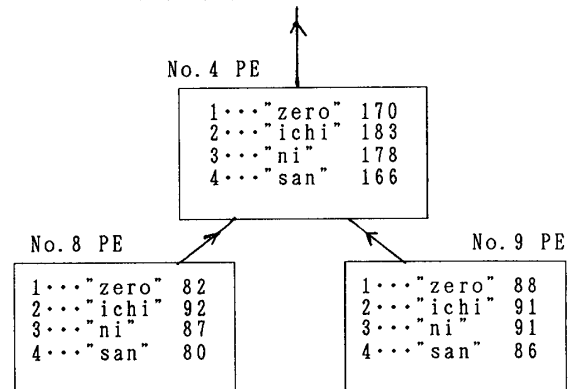 No.4 PE
1･･･"zero" 170
2･･･"ichi" 183
3･･･"ni" 178
4･･･"san" 166
No.8 PE
1･･･"zero" 82
2･･･"ichi" 92
3･･･"ni" 87
4･･･"san" 80
No.9 PE
1･･･"zero" 88
2･･･"ichi" 91
3･･･"ni" 91
4･･･"san" 86